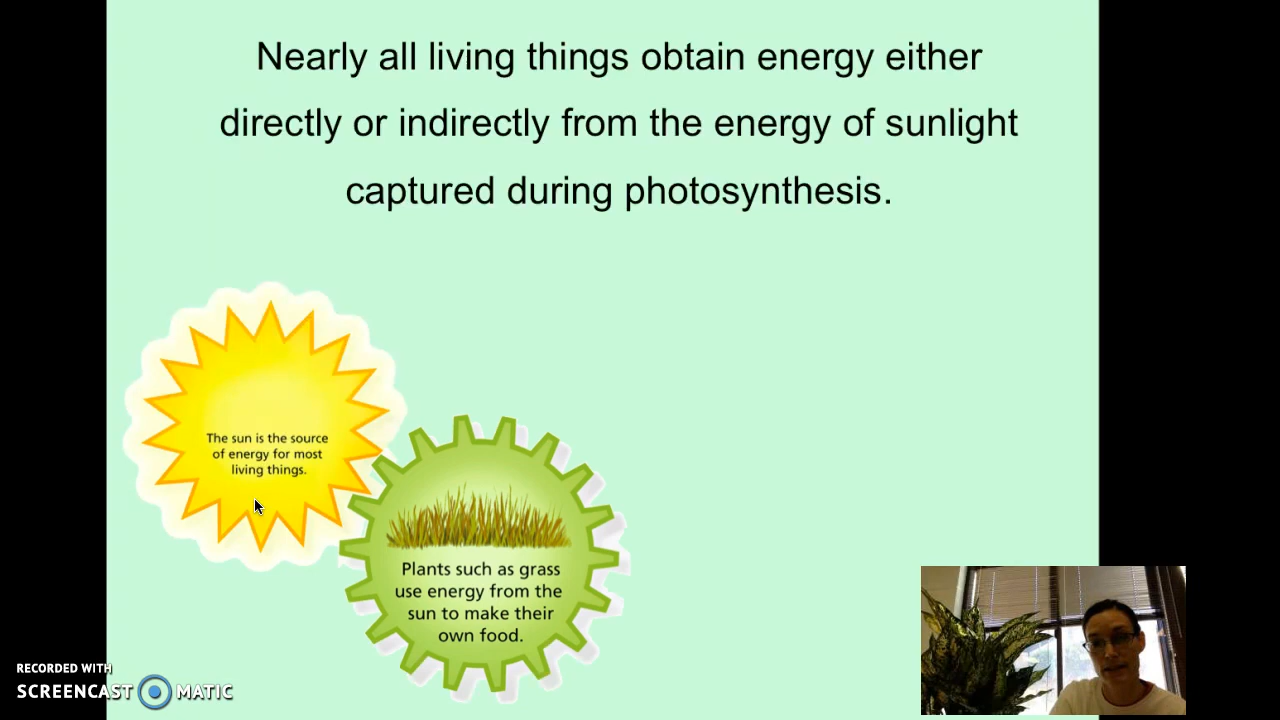 Nearly all living things obtain energy either
directly or indirectly from the energy of sunlight
captured during photosynthesis.
The sun is the source
of energy for most
living things.
Plants such as grass
use energy from the
sun to make their
own food.
RECORDED WITH
SCREENCAST MATIC